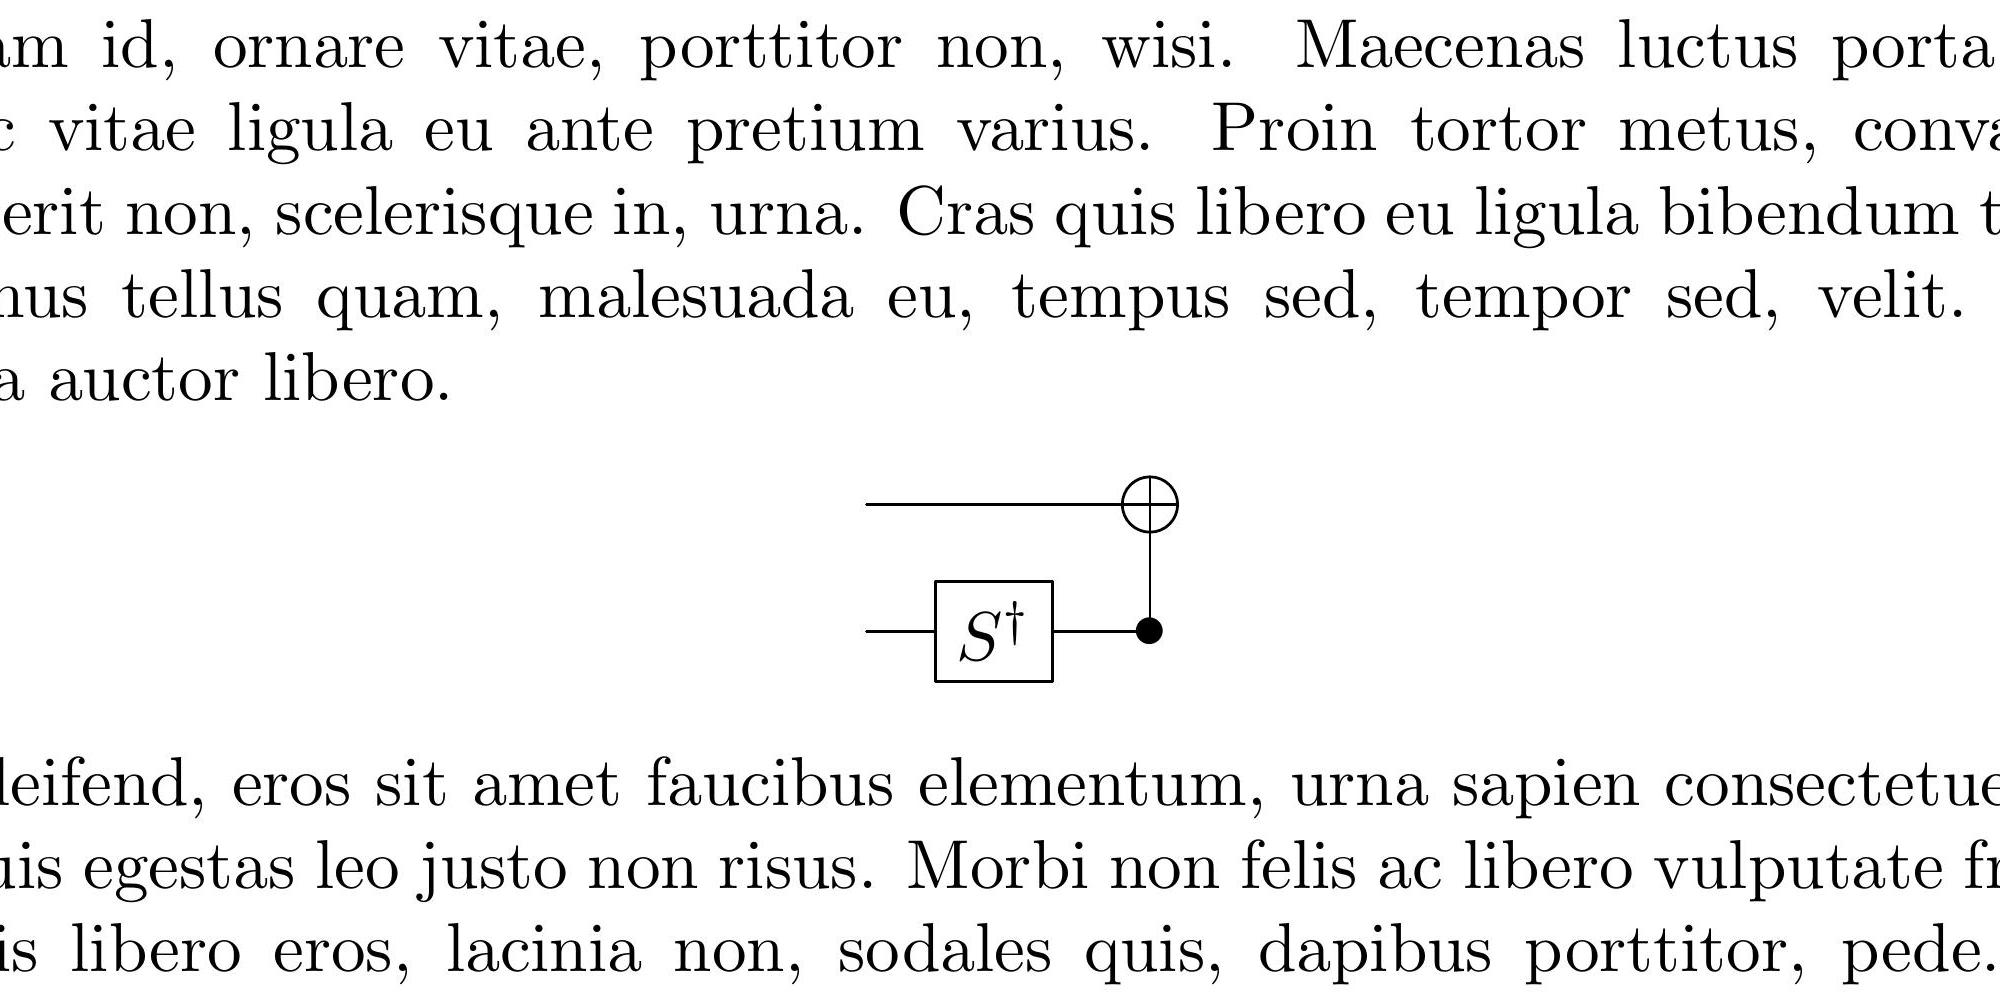 am id, ornare vitae, porttitor non, wisi. Maecenas luctus porta
c vitae ligula eu ante pretium varius. Proin tortor metus, conva
erit non, scelerisque in, urna. Cras quis libero eu ligula bibendum t
nus tellus quam, malesuada eu, tempus sed, tempor sed, velit.
a auctor libero.
S†
leifend, eros sit amet faucibus elementum, urna sapien consectetue
uis egestas leo justo non risus. Morbi non felis ac libero vulputate fr
is libero eros, lacinia non, sodales quis, dapibus porttitor, pede.